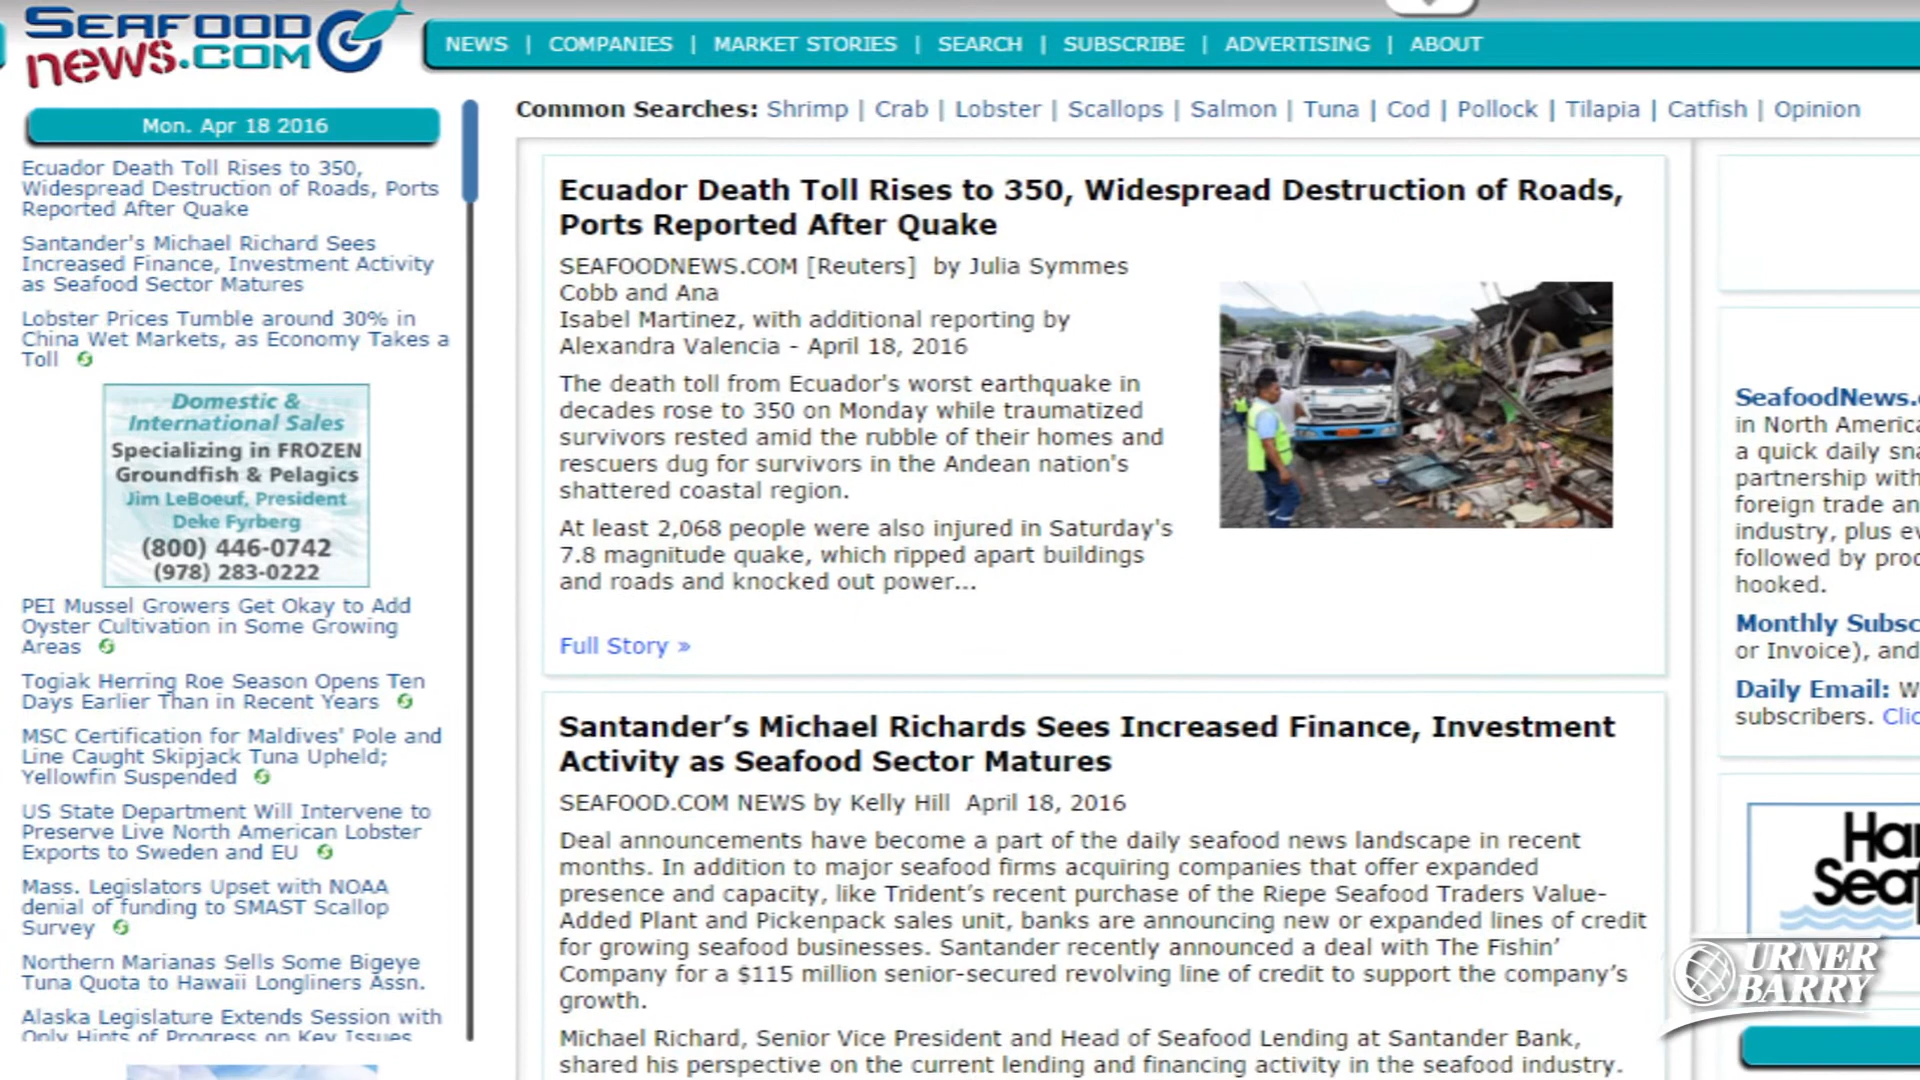 SEAFOOD
news.COM
NEWS | COMPANIES | MARKET STORIES | SEARCH | SUBSCRIBE | ADVERTISING | ABOUT
Mon. Apr 18 2016
Ecuador Death Toll Rises to 350,
Widespread Destruction of Roads, Ports
Reported After Quake
Santander's Michael Richard Sees
Increased Finance, Investment Activity
as Seafood Sector Matures
Lobster Prices Tumble around 30% in
China Wet Markets, as Economy Takes a
Toll
Domestic &
International Sales
Specializing in FROZEN
Groundfish & Pelagics
Jim LeBoeuf, President
Deke Fyrberg
(800) 446-0742
(978) 283-0222
PEI Mussel Growers Get Okay to Add
Oyster Cultivation in Some Growing
Areas
Togiak Herring Roe Season Opens Ten
Days Earlier Than in Recent Years
MSC Certification for Maldives' Pole and
Line Caught Skipjack Tuna Upheld;
Yellowfin Suspended
US State Department Will Intervene to
Preserve Live North American Lobster
Exports to Sweden and EU
Mass. Legislators Upset with NOAA
denial of funding to SMAST Scallop
Survey
Northern Marianas Sells Some Bigeye
Tuna Quota to Hawaii Longliners Assn.
Alaska Legislature Extends Session with
Only Hints of Progress on Key Issues
Common Searches: Shrimp | Crab | Lobster | Scallops | Salmon | Tuna | Cod | Pollock | Tilapia | Catfish | Opinion
Ecuador Death Toll Rises to 350, Widespread Destruction of Roads,
Ports Reported After Quake
SEAFOODNEWS.COM [Reuters] by Julia Symmes
Cobb and Ana
Isabel Martinez, with additional reporting by
Alexandra Valencia - April 18, 2016
The death toll from Ecuador's worst earthquake in
decades rose to 350 on Monday while traumatized
survivors rested amid the rubble of their homes and
rescuers dug for survivors in the Andean nation's
shattered coastal region.
At least 2,068 people were also injured in Saturday's
7.8 magnitude quake, which ripped apart buildings
and roads and knocked out power...
Full Story »
Santander’s Michael Richards Sees Increased Finance, Investment
Activity as Seafood Sector Matures
SEAFOOD.COM NEWS by Kelly Hill April 18, 2016
Deal announcements have become a part of the daily seafood news landscape in recent
months. In addition to major seafood firms acquiring companies that offer expanded
presence and capacity, like Trident’s recent purchase of the Riepe Seafood Traders Value-
Added Plant and Pickenpack sales unit, banks are announcing new or expanded lines of credit
for growing seafood businesses. Santander recently announced a deal with The Fishin’
Company for a $115 million senior-secured revolving line of credit to support the company’s
growth.
Michael Richard, Senior Vice President and Head of Seafood Lending at Santander Bank,
shared his perspective on the current lending and financing activity in the seafood industry.
SeafoodNews.
in North America
a quick daily
partnership with
foreign trade
industry, plus
followed by
hooked.
Monthly
or Invoice), and
Daily Email:
subscribers.
URNER
BARRY